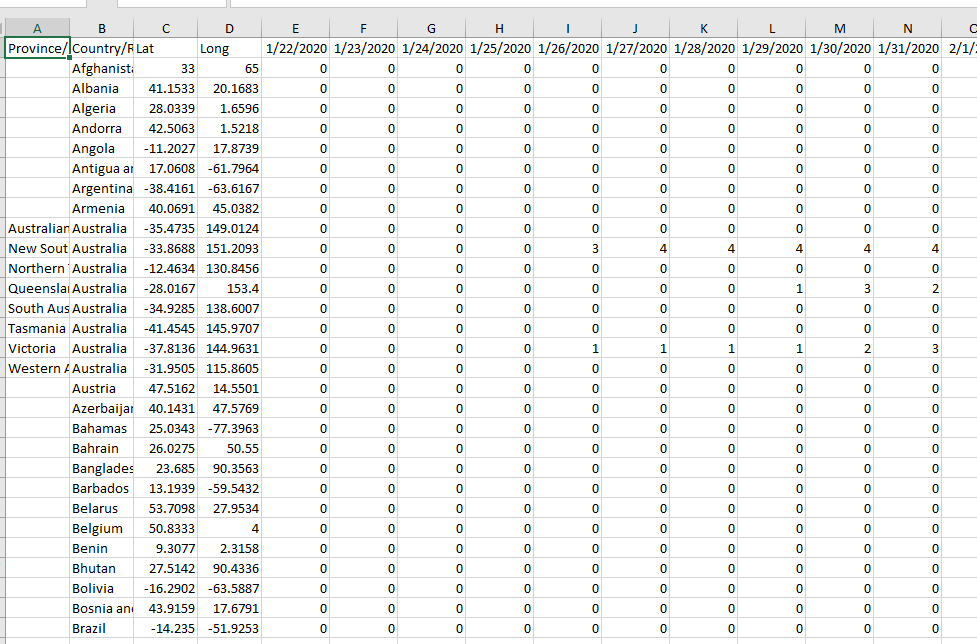 A B C D E F G H I J K L M N
Province/ Country/R Lat Long 1/22/2020 1/23/2020 1/24/2020 1/25/2020 1/26/2020 1/27/2020 1/28/2020 1/29/2020 1/30/2020 1/31/2020 2/1/
Afghanista 33 65 0 0 0 0 0 0 0 0 0 0
Albania 41.1533 20.1683 0 0 0 0 0 0 0 0 0 0
Algeria 28.0339 1.6596 0 0 0 0 0 0 0 0 0 0
Andorra 42.5063 1.5218 0 0 0 0 0 0 0 0 0 0
Angola -11.2027 17.8739 0 0 0 0 0 0 0 0 0 0
Antigua an 17.0608 -61.7964 0 0 0 0 0 0 0 0 0 0
Argentina -38.4161 -63.6167 0 0 0 0 0 0 0 0 0 0
Armenia 40.0691 45.0382 0 0 0 0 0 0 0 0 0 0
Australian Australia -35.4735 149.0124 0 0 0 0 0 0 0 0 0 0
New Sout Australia -33.8688 151.2093 0 0 0 0 3 4 4 4 4 4
Northern Australia -12.4634 130.8456 0 0 0 0 0 0 0 0 0 0
Queenslan Australia -28.0167 153.4 0 0 0 0 0 0 0 1 3 2
South Aus Australia -34.9285 138.6007 0 0 0 0 0 0 0 0 0 0
Tasmania Australia -41.4545 145.9707 0 0 0 0 0 0 0 0 0 0
Victoria Australia -37.8136 144.9631 0 0 0 0 1 1 1 1 2 3
Western A Australia -31.9505 115.8605 0 0 0 0 0 0 0 0 0 0
Austria 47.5162 14.5501 0 0 0 0 0 0 0 0 0 0
Azerbaijan 40.1431 47.5769 0 0 0 0 0 0 0 0 0 0
Bahamas 25.0343 -77.3963 0 0 0 0 0 0 0 0 0 0
Bahrain 26.0275 50.55 0 0 0 0 0 0 0 0 0 0
Banglades 23.685 90.3563 0 0 0 0 0 0 0 0 0 0
Barbados 13.1939 -59.5432 0 0 0 0 0 0 0 0 0 0
Belarus 53.7098 27.9534 0 0 0 0 0 0 0 0 0 0
Belgium 50.8333 4 0 0 0 0 0 0 0 0 0 0
Benin 9.3077 2.3158 0 0 0 0 0 0 0 0 0 0
Bhutan 27.5142 90.4336 0 0 0 0 0 0 0 0 0 0
Bolivia -16.2902 -63.5887 0 0 0 0 0 0 0 0 0 0
Bosnia and 43.9159 17.6791 0 0 0 0 0 0 0 0 0 0
Brazil -14.235 -51.9253 0 0 0 0 0 0 0 0 0 0